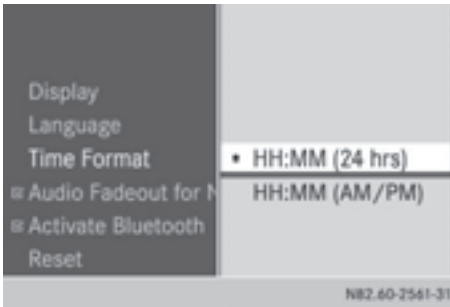 Display
Language
Time Format
• HH:MM (24 hrs)
Audio Fadeout for N
HH:MM (AM/PM)
Activate Bluetooth
Reset
N82.60-2561-31